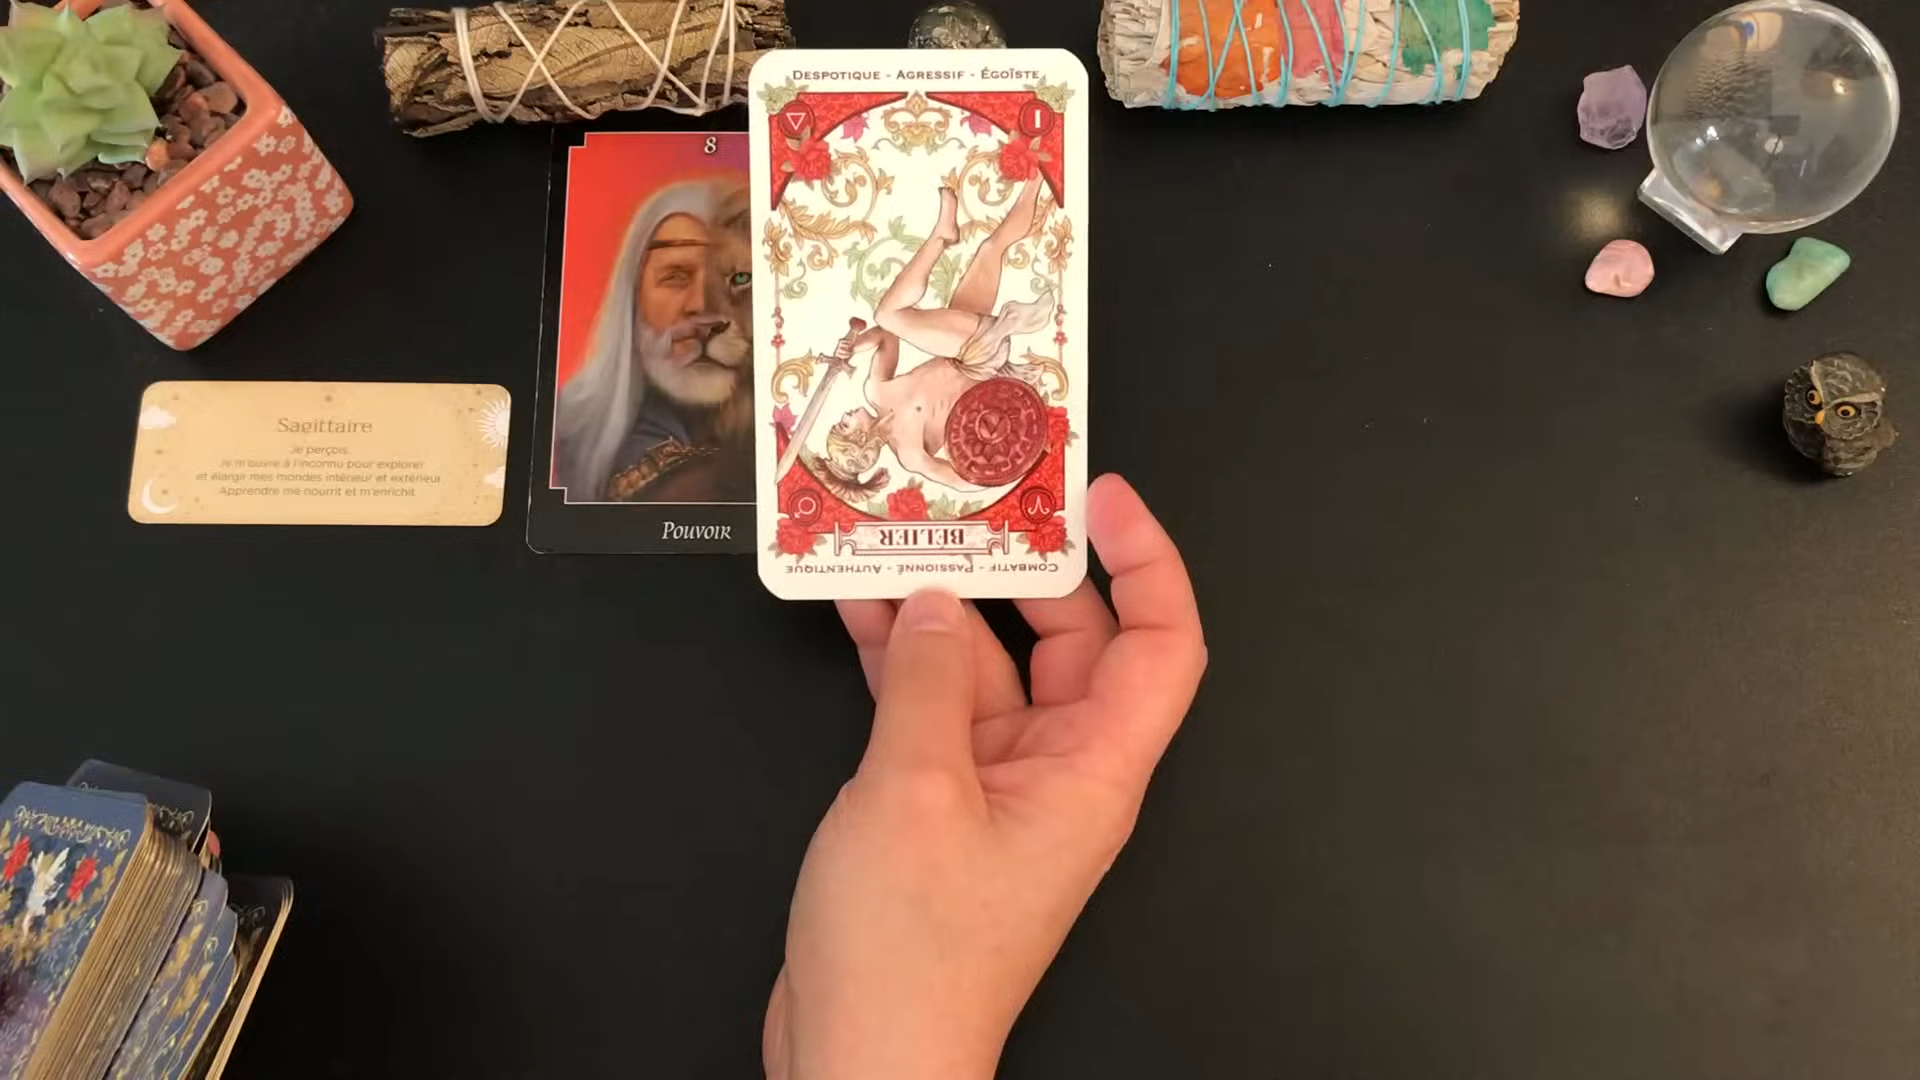 DESPOTIQUE - AGRESSIF - ÉGOÏSTE
I
8
Sagittaire
Je perçois.
Je m'ouvre à l'inconnu pour explorer
et élargir mes mondes intérieur et extérieur.
Apprendre me nourrit et m'enrichit.
Pouvoir
BÉLIER
COMBATIF - PASSIONNÉ - AUTHENTIQUE